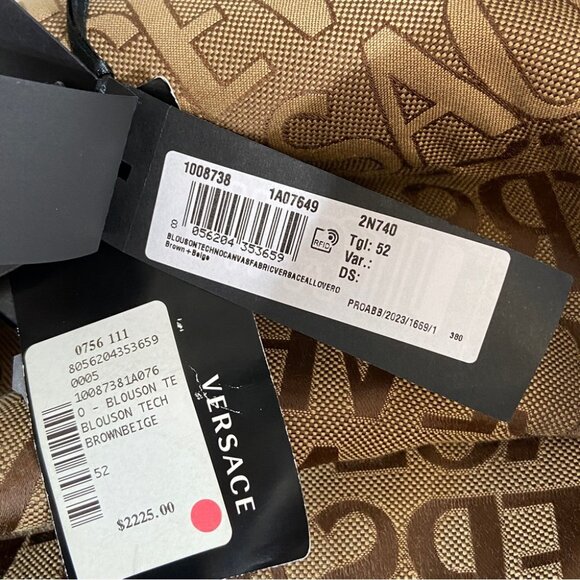 1008738 1A07649 2N740
8 056204 353659
RFID
Tgl: 52
Var.:
DS:
BLOUSONTECHNOCANVASFABRICVERSACEALLOVERO
Brown+Beige
PROABB/2023/1669/1 380
0756 111
8056204353659
0005
10087381A076
O - BLOUSON TE
BLOUSON TECH
BROWNBEIGE
52
$2225.00
VERSACE